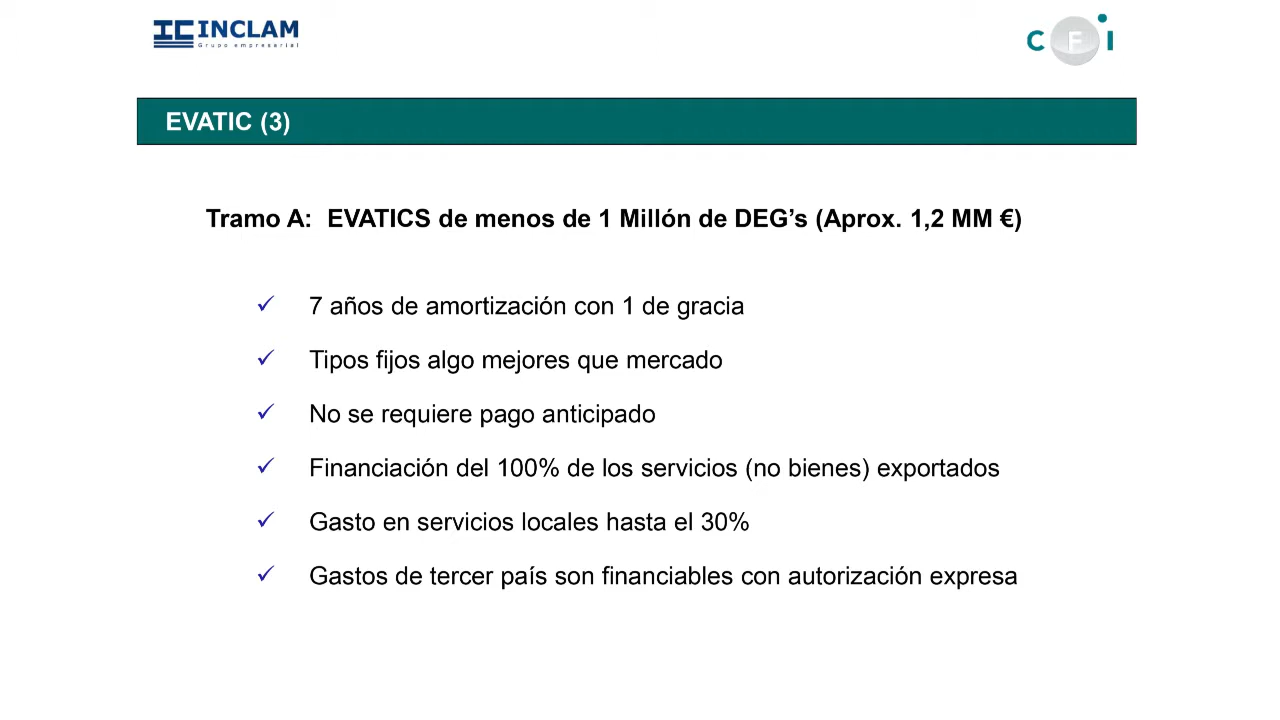 IC INCLAM
Grupo empresarial
CFi
EVATIC (3)
Tramo A: EVATICS de menos de 1 Millón de DEG’s (Aprox. 1,2 MM €)
✓ 7 años de amortización con 1 de gracia
✓ Tipos fijos algo mejores que mercado
✓ No se requiere pago anticipado
✓ Financiación del 100% de los servicios (no bienes) exportados
✓ Gasto en servicios locales hasta el 30%
✓ Gastos de tercer país son financiables con autorización expresa